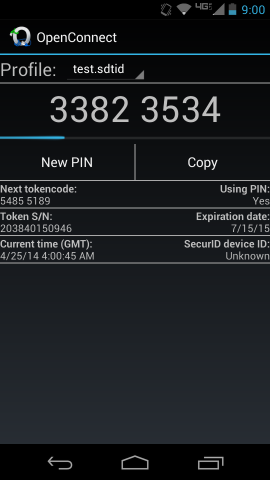 4G 9:00
OpenConnect
Profile: test.sdtid
3382 3534
New PIN Copy
Next tokencode: Using PIN:
5485 5189 Yes
Token S/N: Expiration date:
203840150946 7/15/15
Current time (GMT): SecurID device ID:
4/25/14 4:00:45 AM Unknown